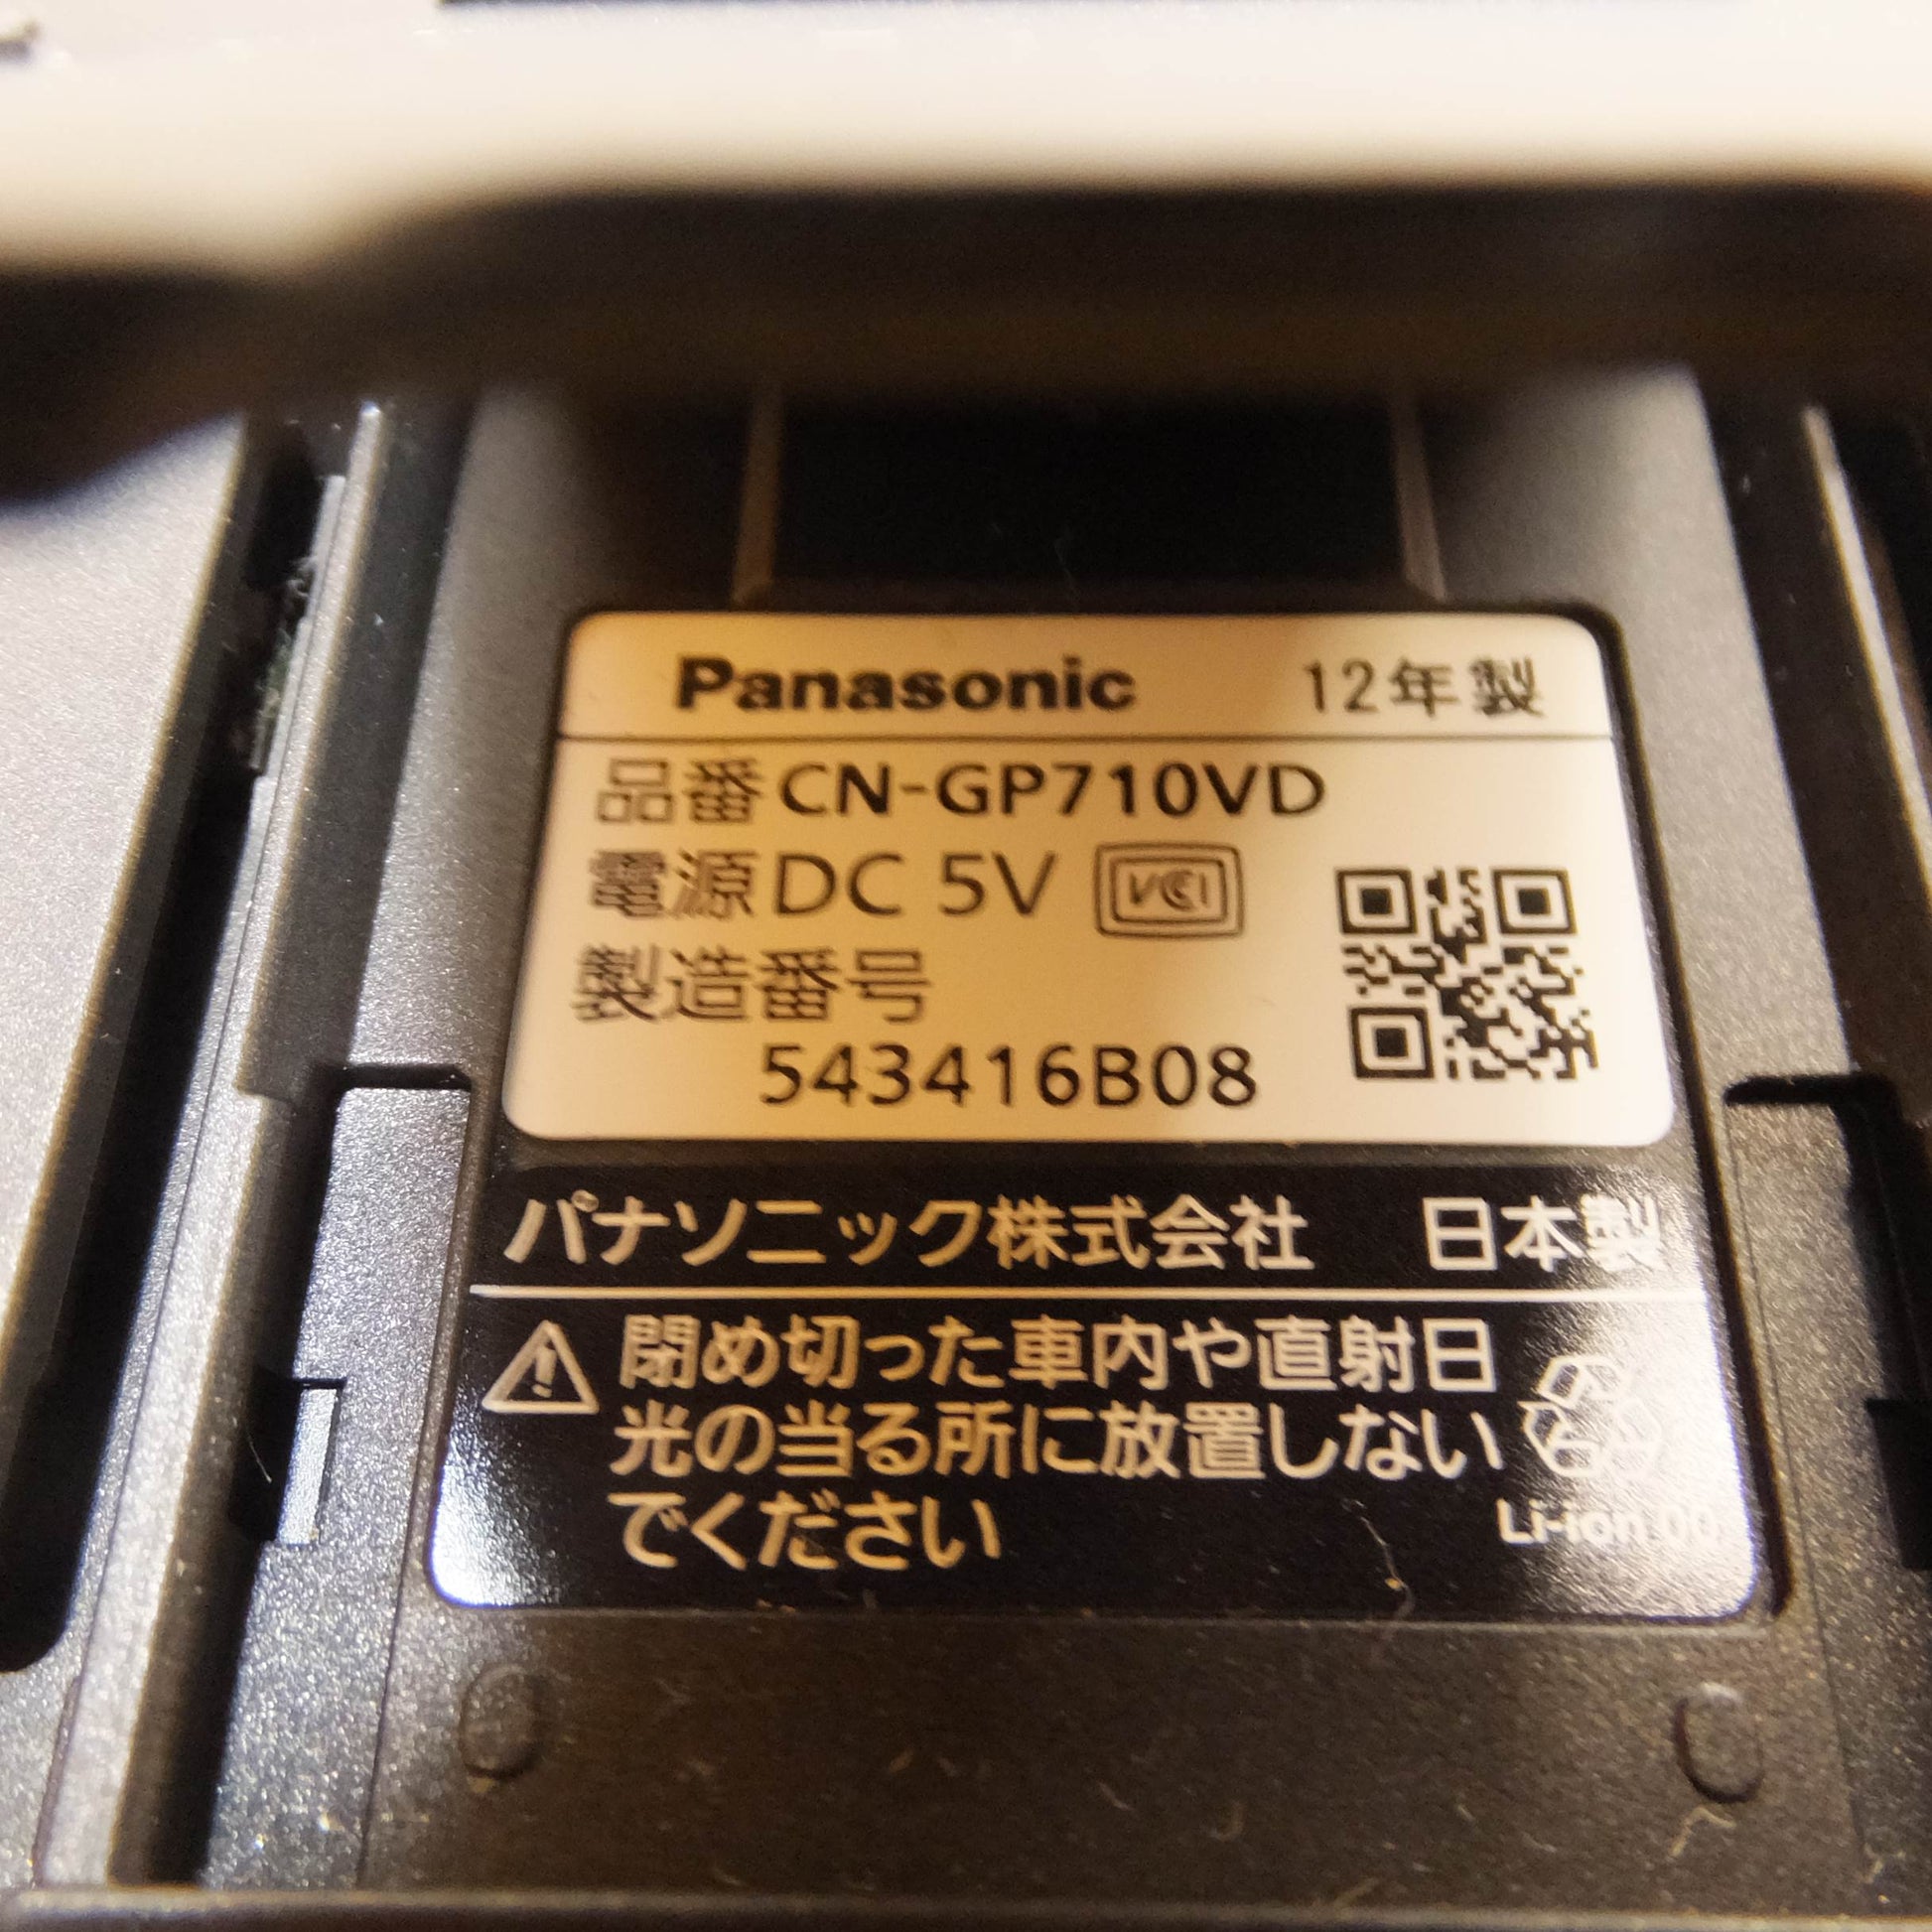 Panasonic 12年製
品番 CN-GP710VD
電源 DC 5V VCCI
製造番号
543416B08
パナソニック株式会社 日本製
閉め切った車内や直射日
光の当る所に放置しない
でください
Li-ion 00